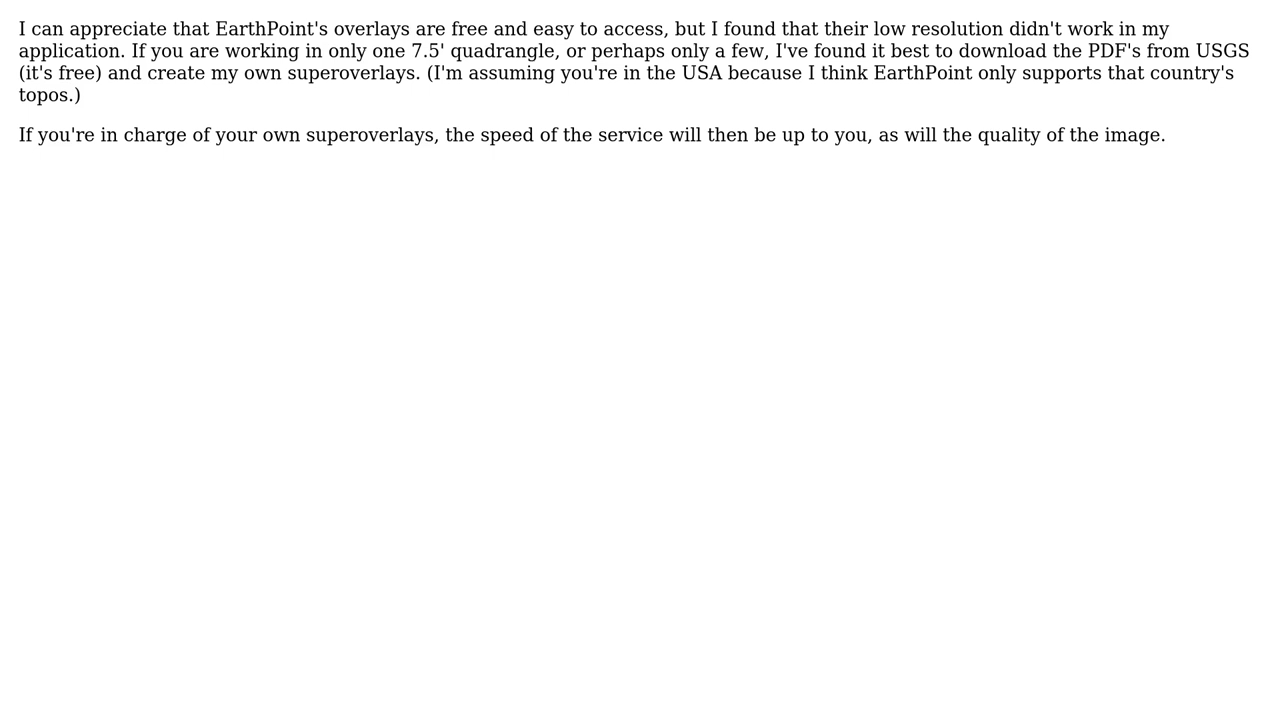 I can appreciate that EarthPoint's overlays are free and easy to access, but I found that their low resolution didn't work in my
application. If you are working in only one 7.5' quadrangle, or perhaps only a few, I've found it best to download the PDF's from USGS
(it's free) and create my own superoverlays. (I'm assuming you're in the USA because I think EarthPoint only supports that country's
topos.)
If you're in charge of your own superoverlays, the speed of the service will then be up to you, as will the quality of the image.